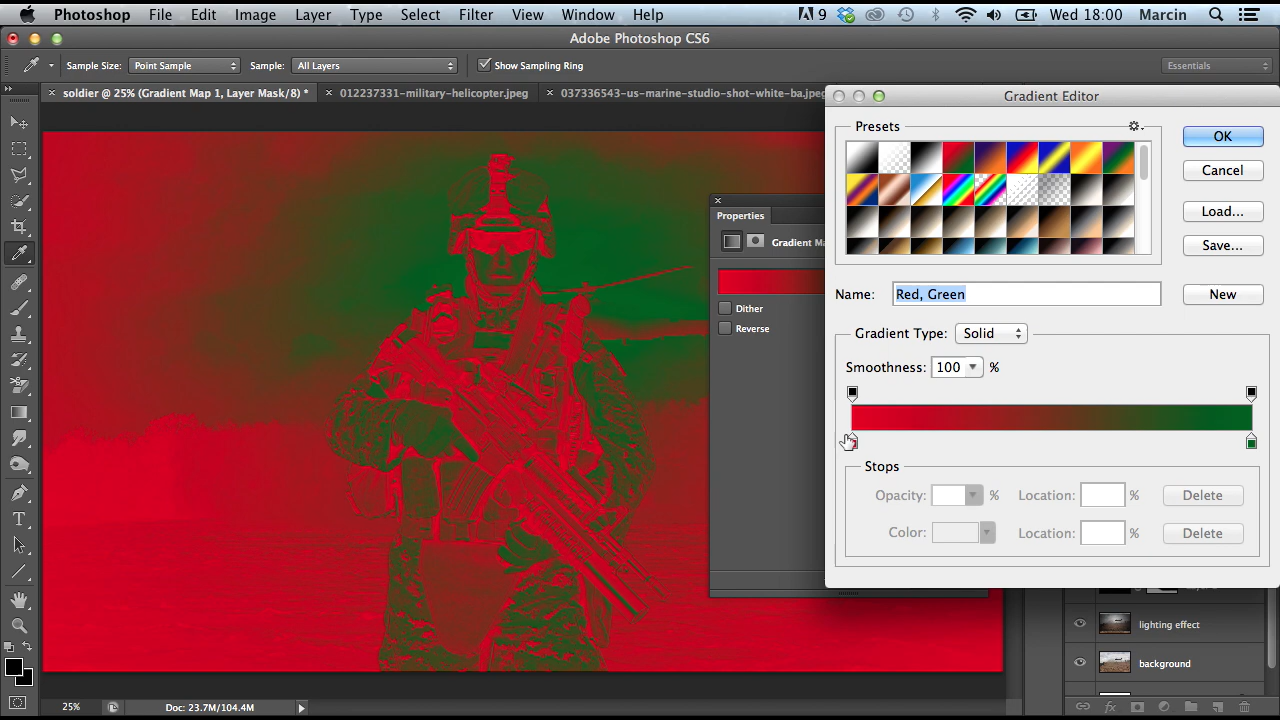 Photoshop File Edit Image Layer Type Select Filter View Window Help 9 Wed 18:00 Marcin
Adobe Photoshop CS6
Sample Size: Point Sample Sample: All Layers Show Sampling Ring Essentials
soldier @ 25% (Gradient Map 1, Layer Mask/8) * 012237331-military-helicopter.jpeg 037336543-us-marine-studio-shot-white-ba.jpeg
Gradient Editor
Presets
OK
Cancel
Load...
Save...
Properties
Gradient Ma
Dither
Reverse
Name: Red, Green New
Gradient Type: Solid
Smoothness: 100 %
Stops
Opacity: % Location: % Delete
Color: Location: % Delete
lighting effect
background
25% Doc: 23.7M/104.4M
fx